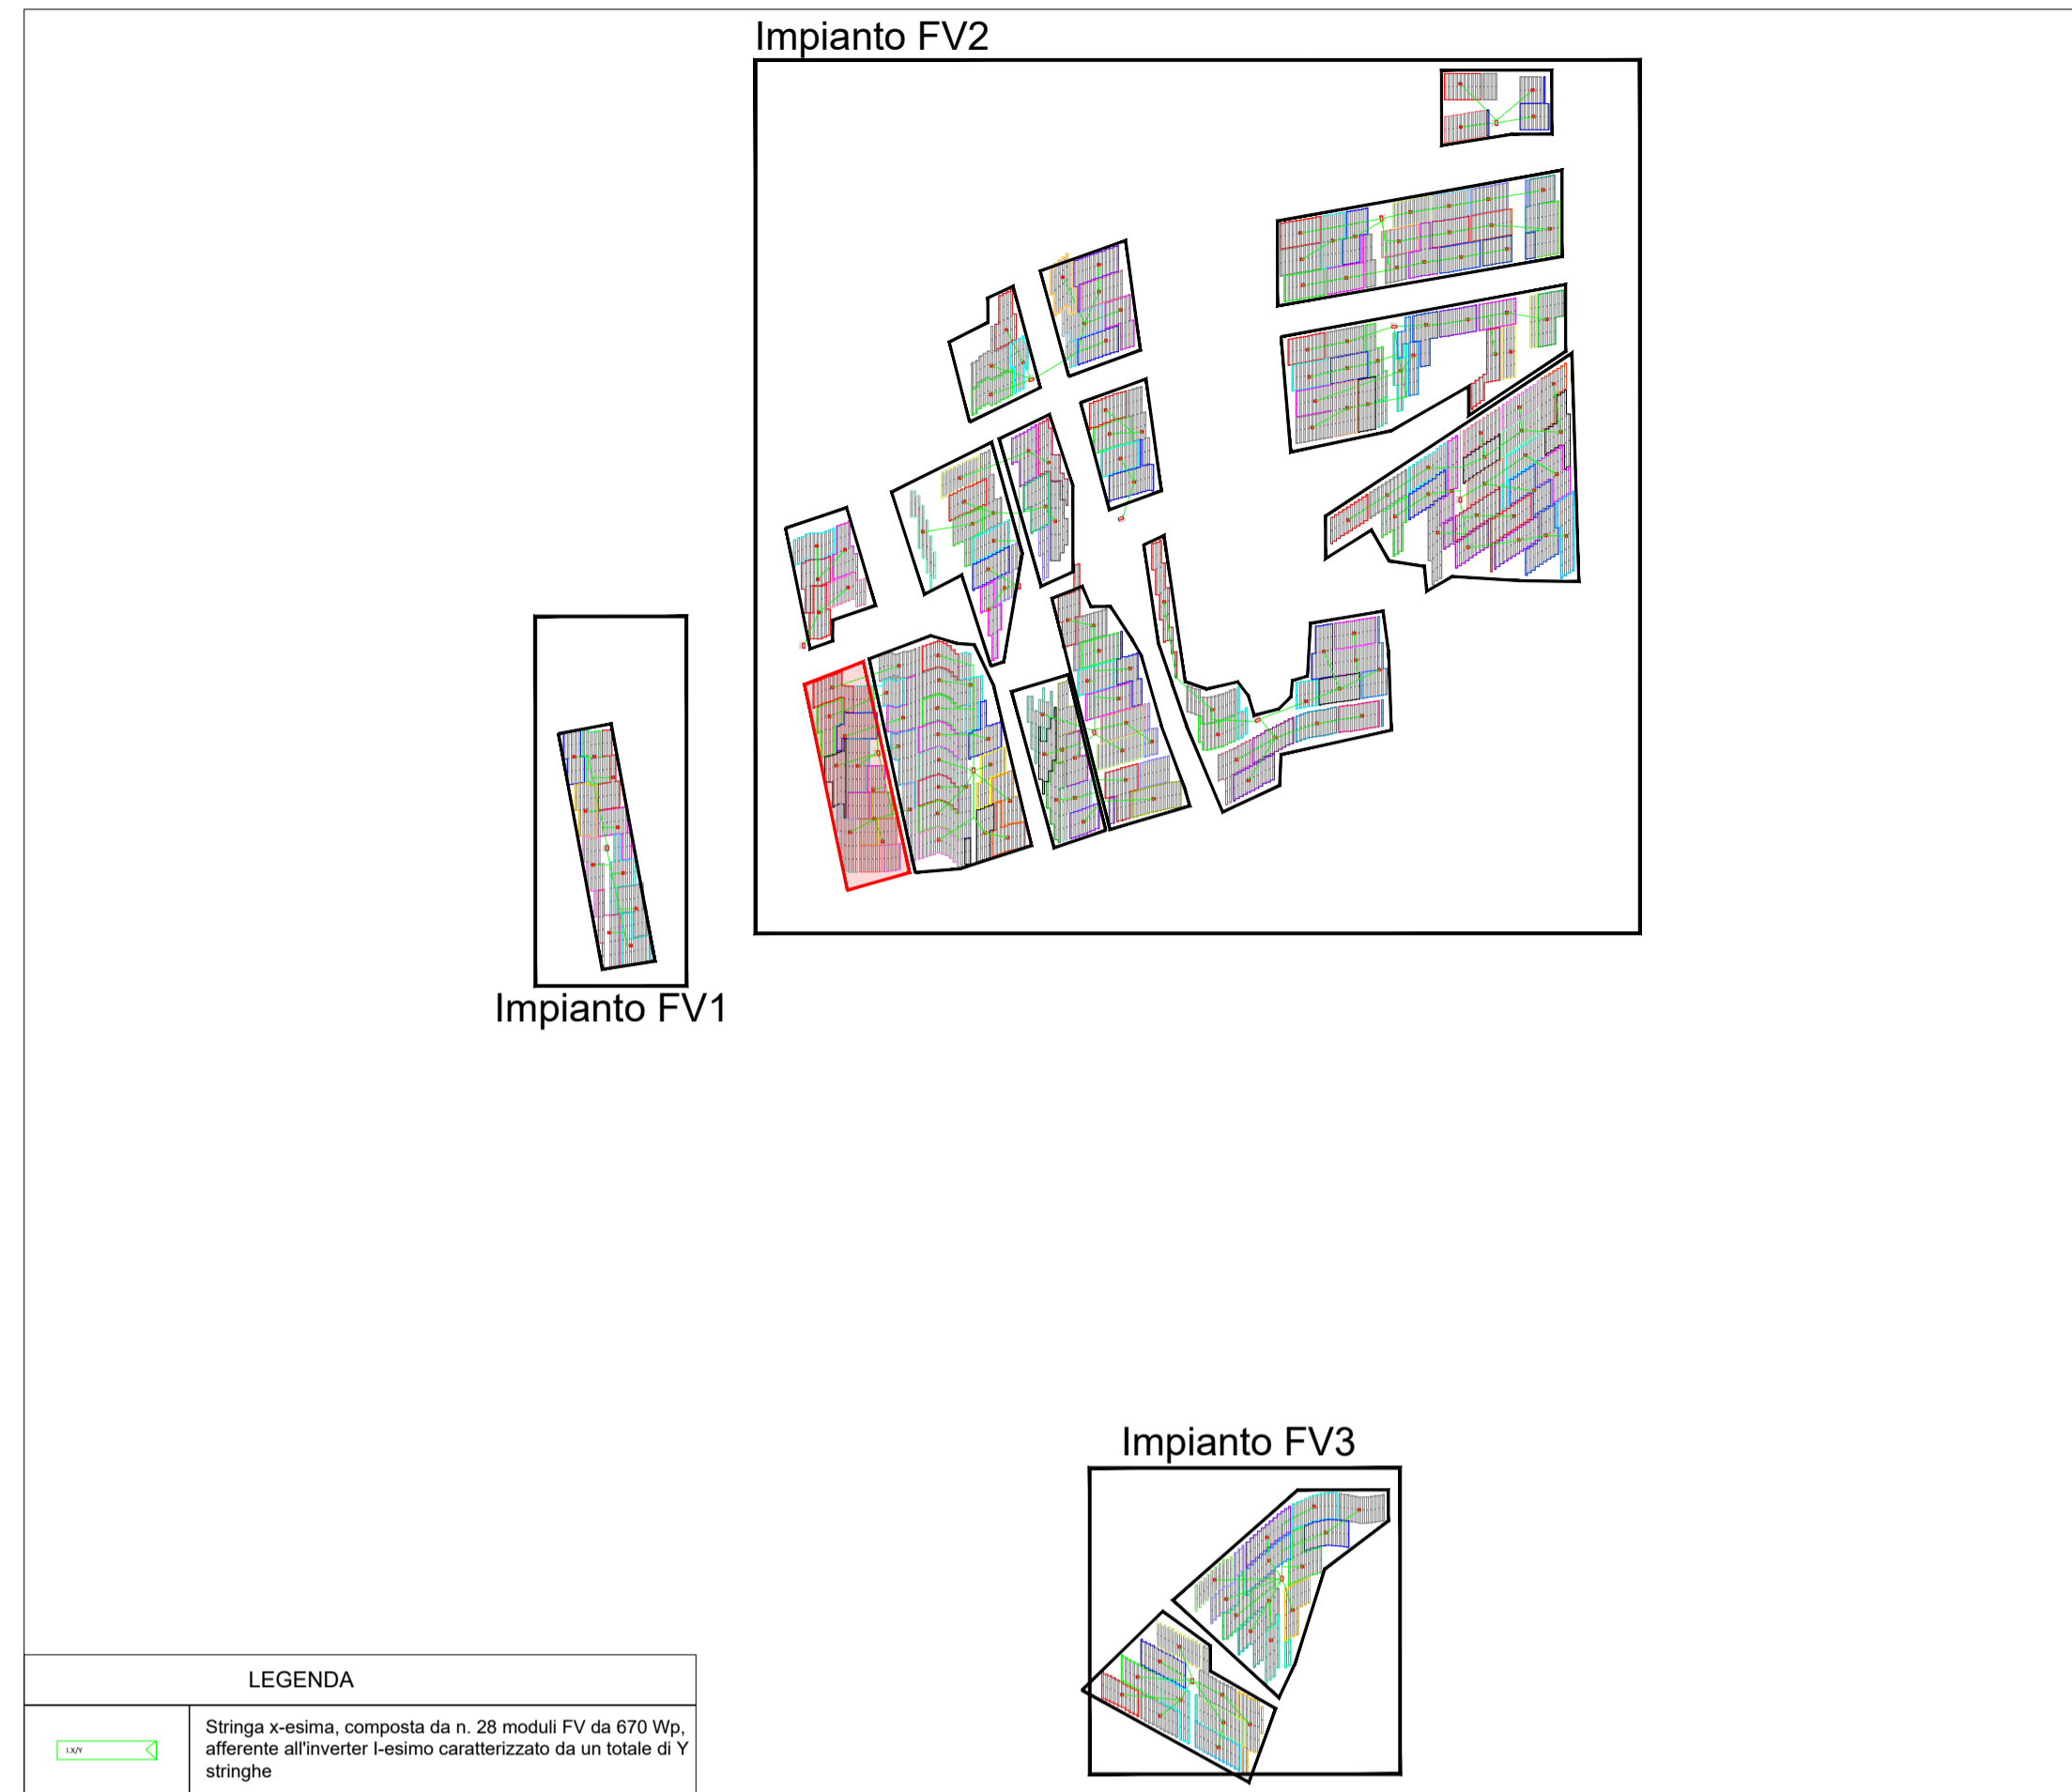 Impianto FV2
Impianto FV1
Impianto FV3
LEGENDA
I.X/Y
Stringa x-esima, composta da n. 28 moduli FV da 670 Wp,
afferente all'inverter I-esimo caratterizzato da un totale di Y
stringhe